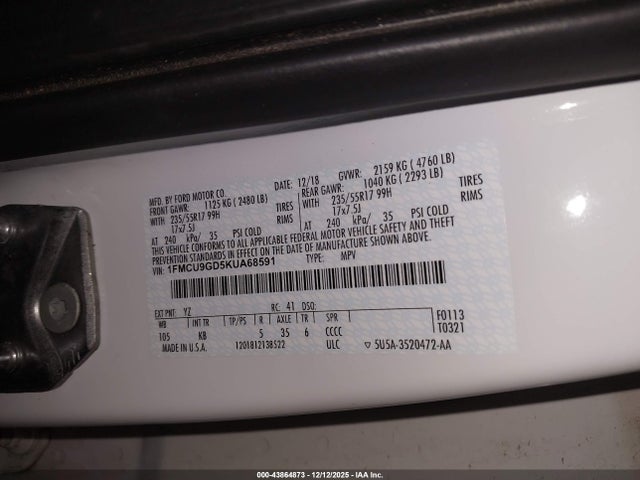 MFD. BY FORD MOTOR CO.
12/18 GVWR: 2159 KG ( 4760 LB)
FRONT GAWR: 1125 KG ( 2480 LB)
REAR GAWR: 1040 KG ( 2293 LB)
WITH 235/55R17 99H TIRES
235/55R17 99H TIRES
17x7.5J RIMS
17x7.5J RIMS
AT 240 kPa/ 35 PSI COLD
AT 240 kPa/ 35 PSI COLD
THIS VEHICLE CONFORMS TO ALL APPLICABLE FEDERAL MOTOR VEHICLE SAFETY AND THEFT
PREVENTION STANDARDS IN EFFECT ON THE DATE OF MANUFACTURE SHOWN ABOVE.
VIN: 1FMCU9GD5KUA68591 TYPE: MPV
EXT PNT: YZ RC: 41 DSO:
WB INT TR TP/PS R AXLE TR SPR
105 KB 5 35 6 CCCC
F0113
T0321
MADE IN U.S.A. 1201812138522 ULC ▽ 5U5A-3520472-AA
000-43864873 - 12/12/2025 - IAA Inc.